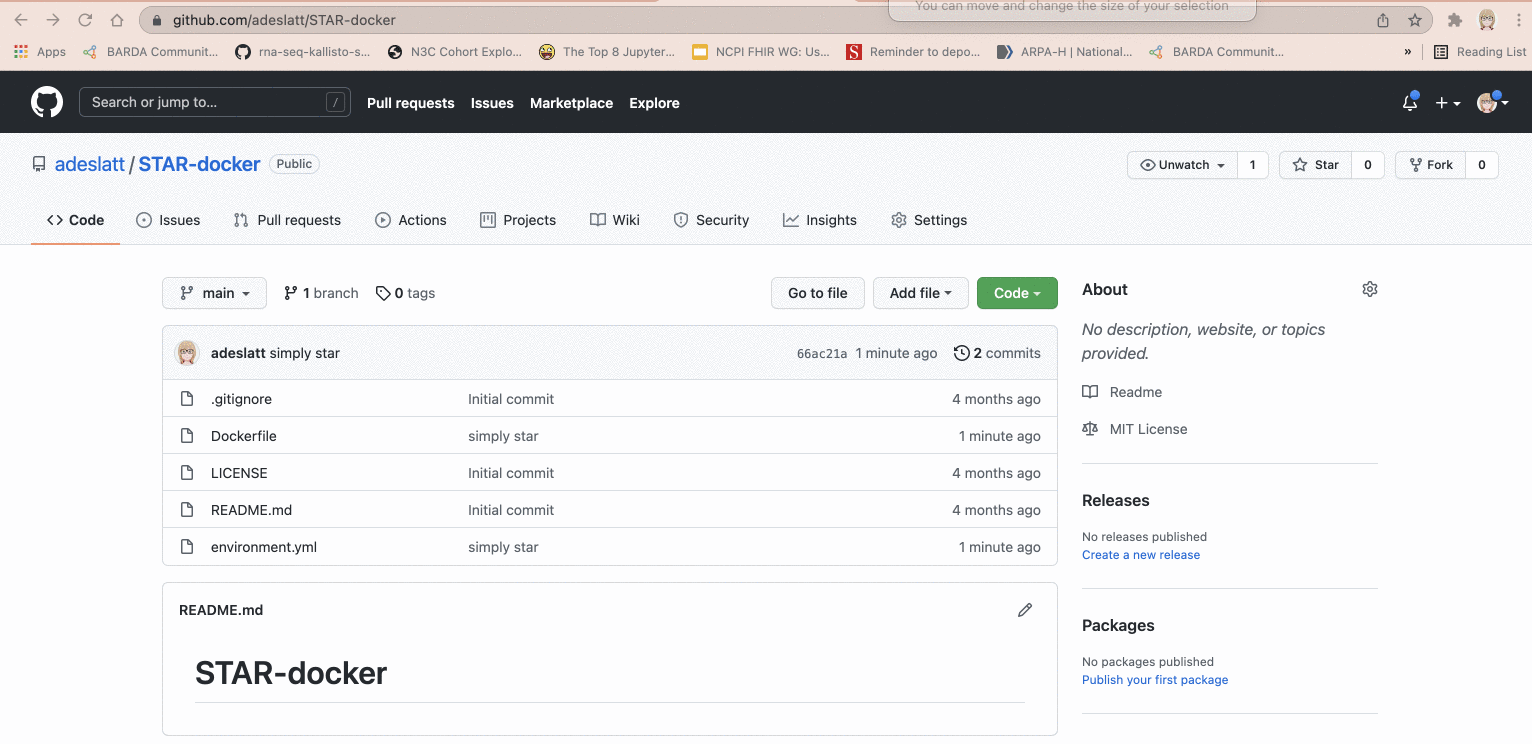 You can move and change the size of your selection
github.com/adeslatt/STAR-docker
Apps BARDA Communit... rna-seq-kallisto-s... N3C Cohort Explo... The Top 8 Jupyter... NCPI FHIR WG: Us... S Reminder to depo... ARPA-H | National... BARDA Communit... » Reading List
Search or jump to... / Pull requests Issues Marketplace Explore
adeslatt / STAR-docker Public Unwatch 1 Star 0 Fork 0
Code Issues Pull requests Actions Projects Wiki Security Insights Settings
main 1 branch 0 tags Go to file Add file Code
adeslatt simply star 66ac21a 1 minute ago 2 commits
.gitignore Initial commit 4 months ago
Dockerfile simply star 1 minute ago
LICENSE Initial commit 4 months ago
README.md Initial commit 4 months ago
environment.yml simply star 1 minute ago
README.md
STAR-docker
About
No description, website, or topics
provided.
Readme
MIT License
Releases
No releases published
Create a new release
Packages
No packages published
Publish your first package